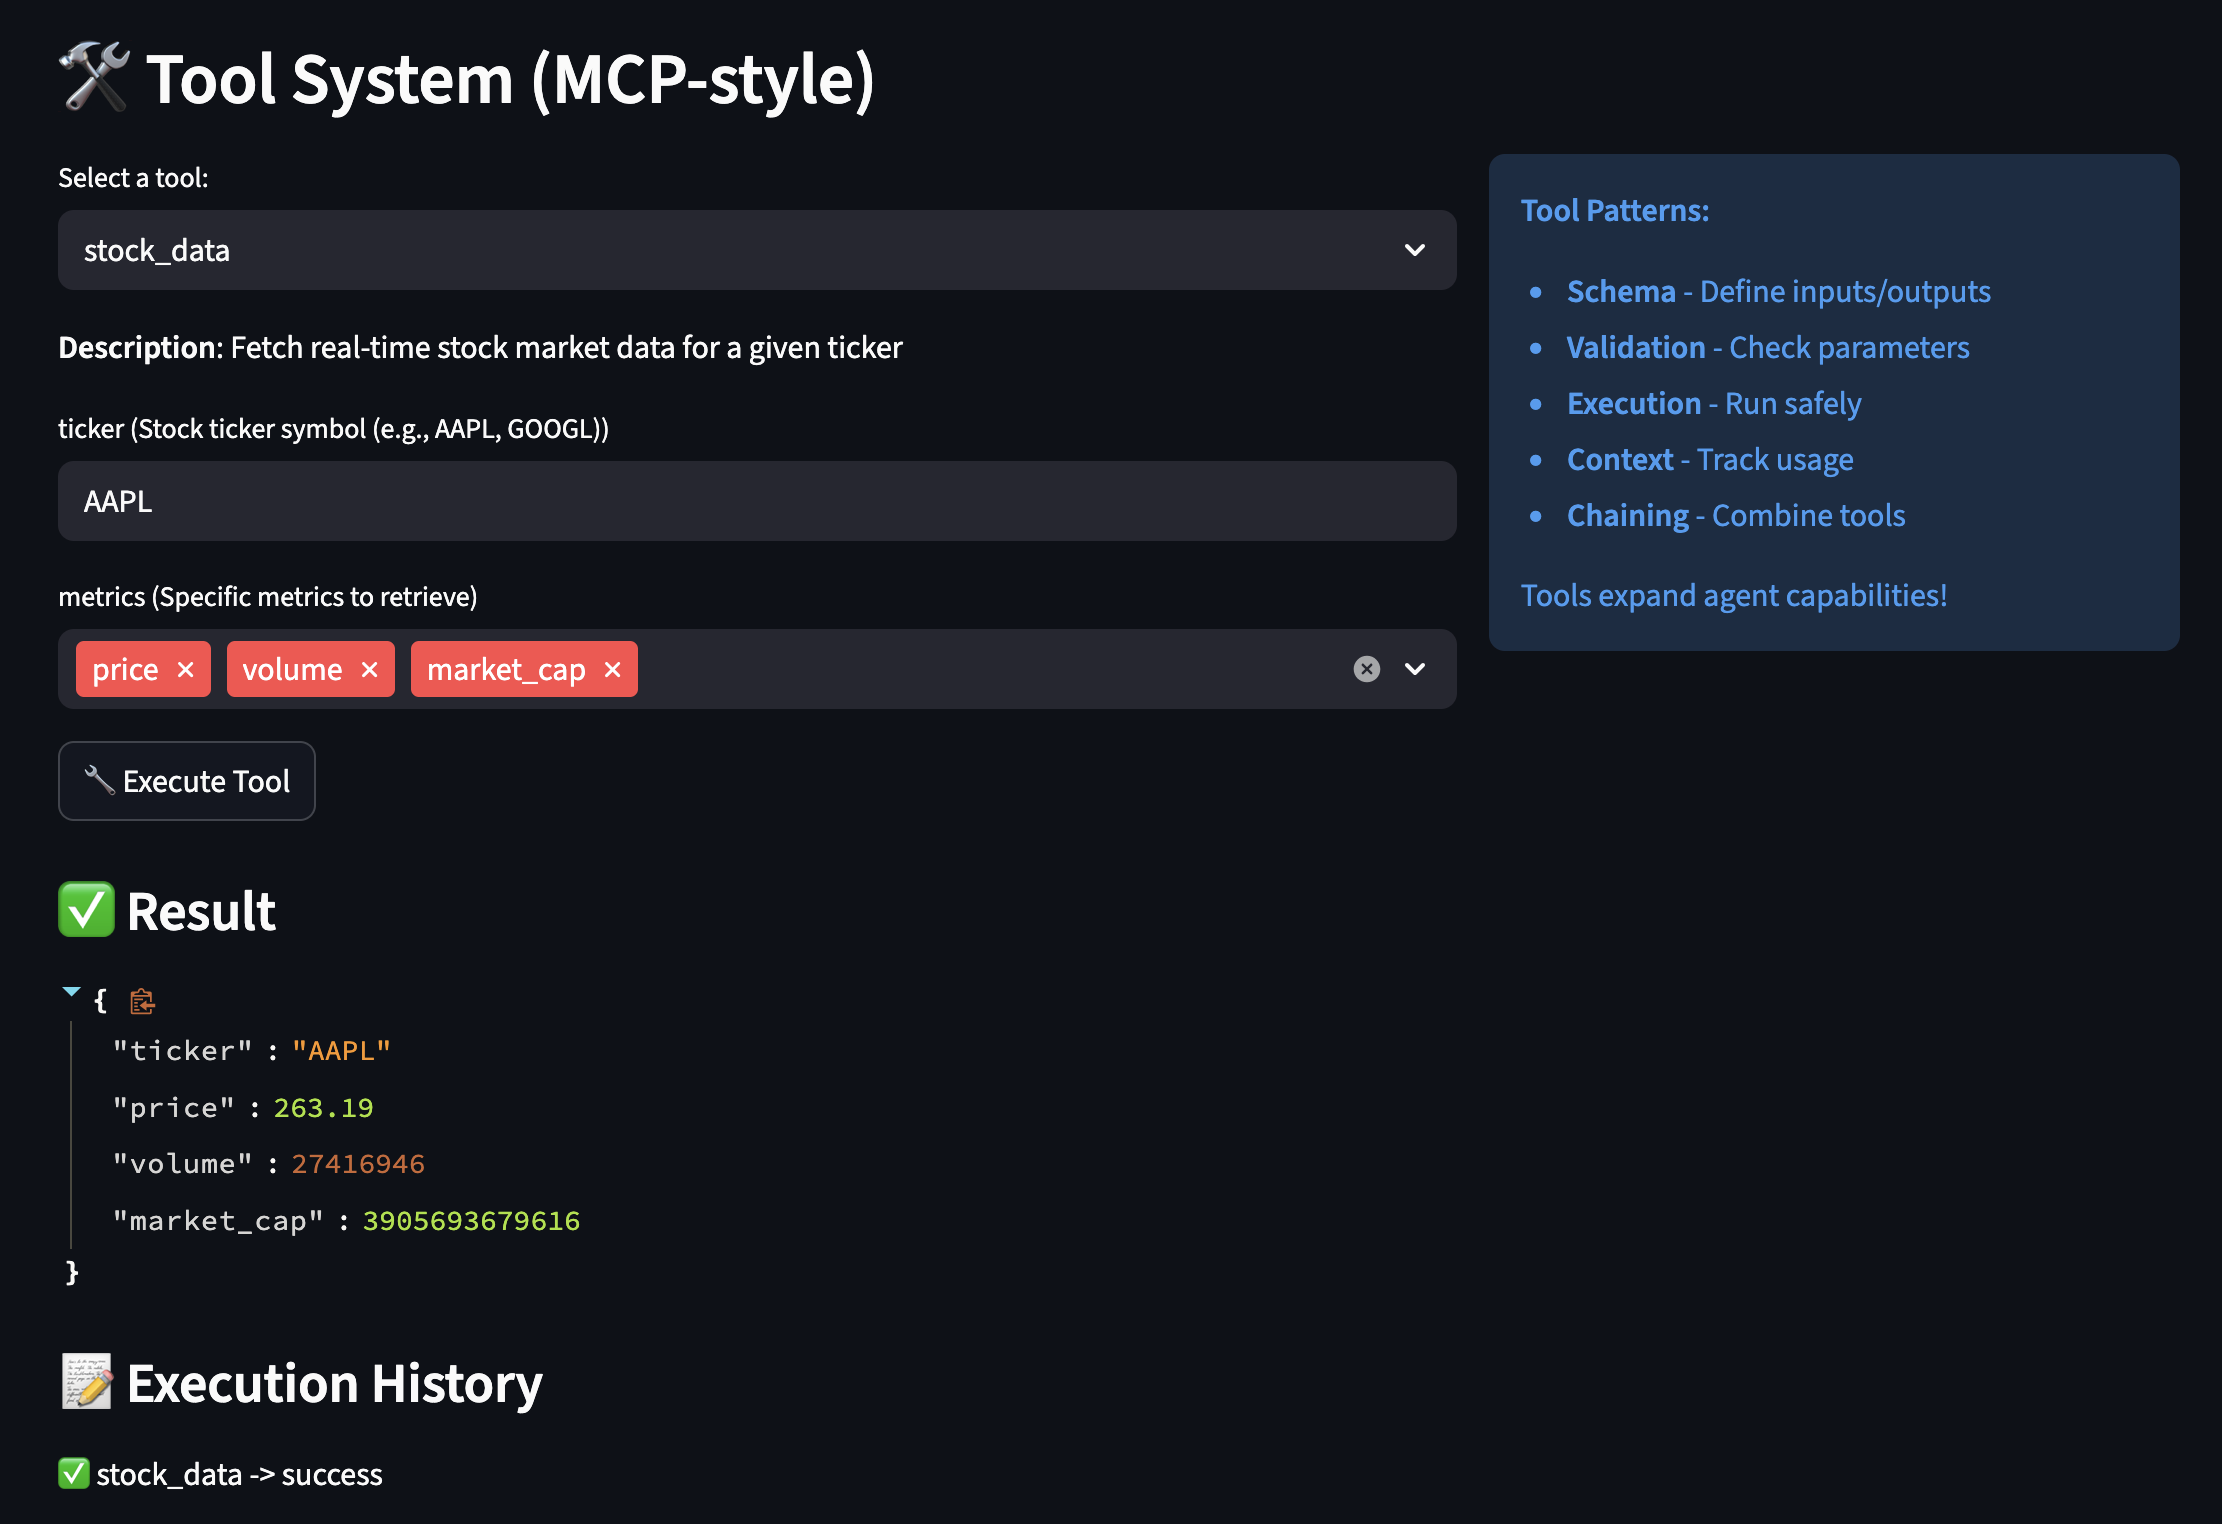 Tool System (MCP-style)
Select a tool:
stock_data
Description: Fetch real-time stock market data for a given ticker
ticker (Stock ticker symbol (e.g., AAPL, GOOGL))
AAPL
metrics (Specific metrics to retrieve)
price volume market_cap
Execute Tool
Result
{
"ticker" : "AAPL"
"price" : 263.19
"volume" : 27416946
"market_cap" : 3905693679616
}
Execution History
stock_data -> success
Tool Patterns:
Schema - Define inputs/outputs
Validation - Check parameters
Execution - Run safely
Context - Track usage
Chaining - Combine tools
Tools expand agent capabilities!